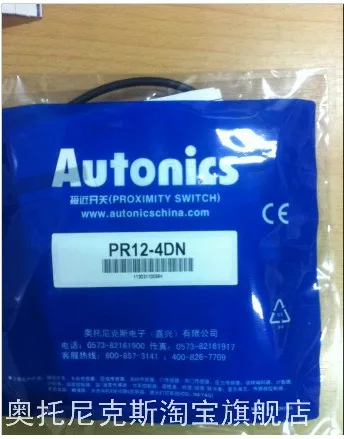 Autonics
接近开关(PROXIMITY SWITCH)
www.autonicschina.com
CE
PR12-4DN
奥托尼克斯电子（嘉兴）有限公司
电话：0573-82161900 传真：0573-82161917
客服热线：800-857-3141 , 400-826-7709
奥托尼克斯淘宝旗舰店